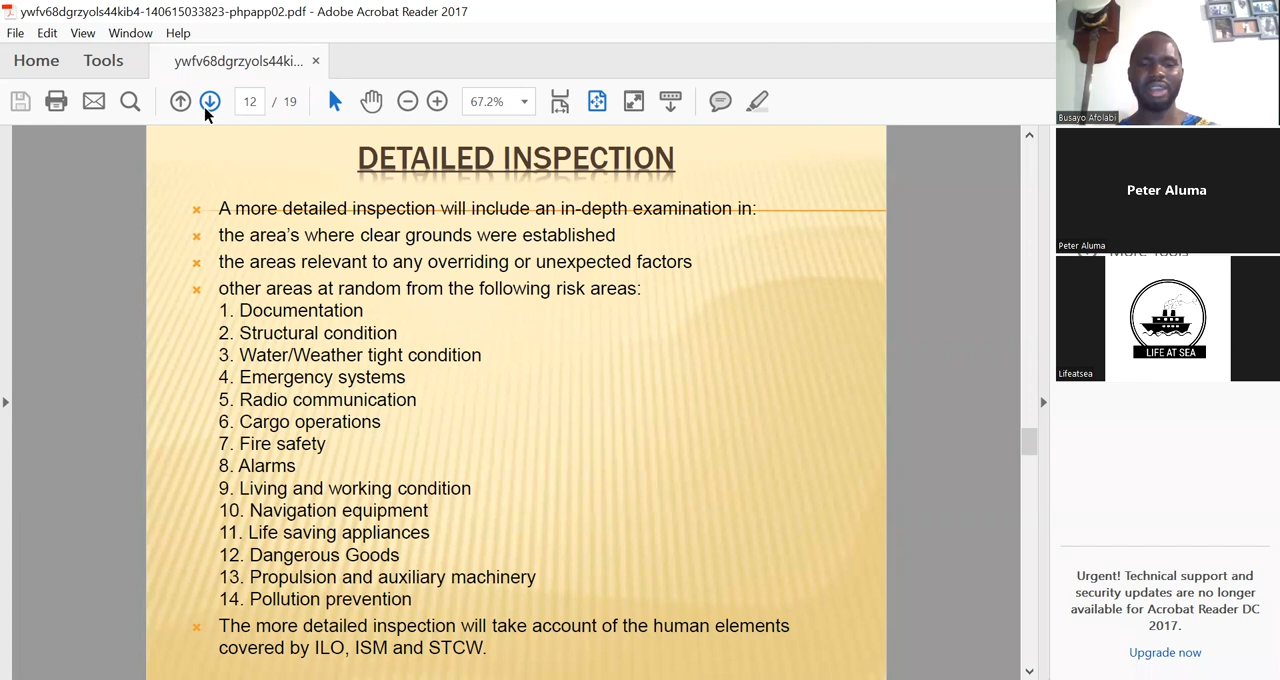 ywfv68dgrzyols44kib4-140615033823-phpapp02.pdf - Adobe Acrobat Reader 2017
File Edit View Window Help
Home Tools ywfv68dgrzyols44ki... ×
12 / 19 67.2%
DETAILED INSPECTION
A more detailed inspection will include an in-depth examination in:
the area’s where clear grounds were established
the areas relevant to any overriding or unexpected factors
other areas at random from the following risk areas:
1. Documentation
2. Structural condition
3. Water/Weather tight condition
4. Emergency systems
5. Radio communication
6. Cargo operations
7. Fire safety
8. Alarms
9. Living and working condition
10. Navigation equipment
11. Life saving appliances
12. Dangerous Goods
13. Propulsion and auxiliary machinery
14. Pollution prevention
The more detailed inspection will take account of the human elements
covered by ILO, ISM and STCW.
Busayo Afolabi
Peter Aluma
Peter Aluma
More Tools
LIFE AT SEA
Lifeatsea
Urgent! Technical support and
security updates are no longer
available for Acrobat Reader DC
2017.
Upgrade now